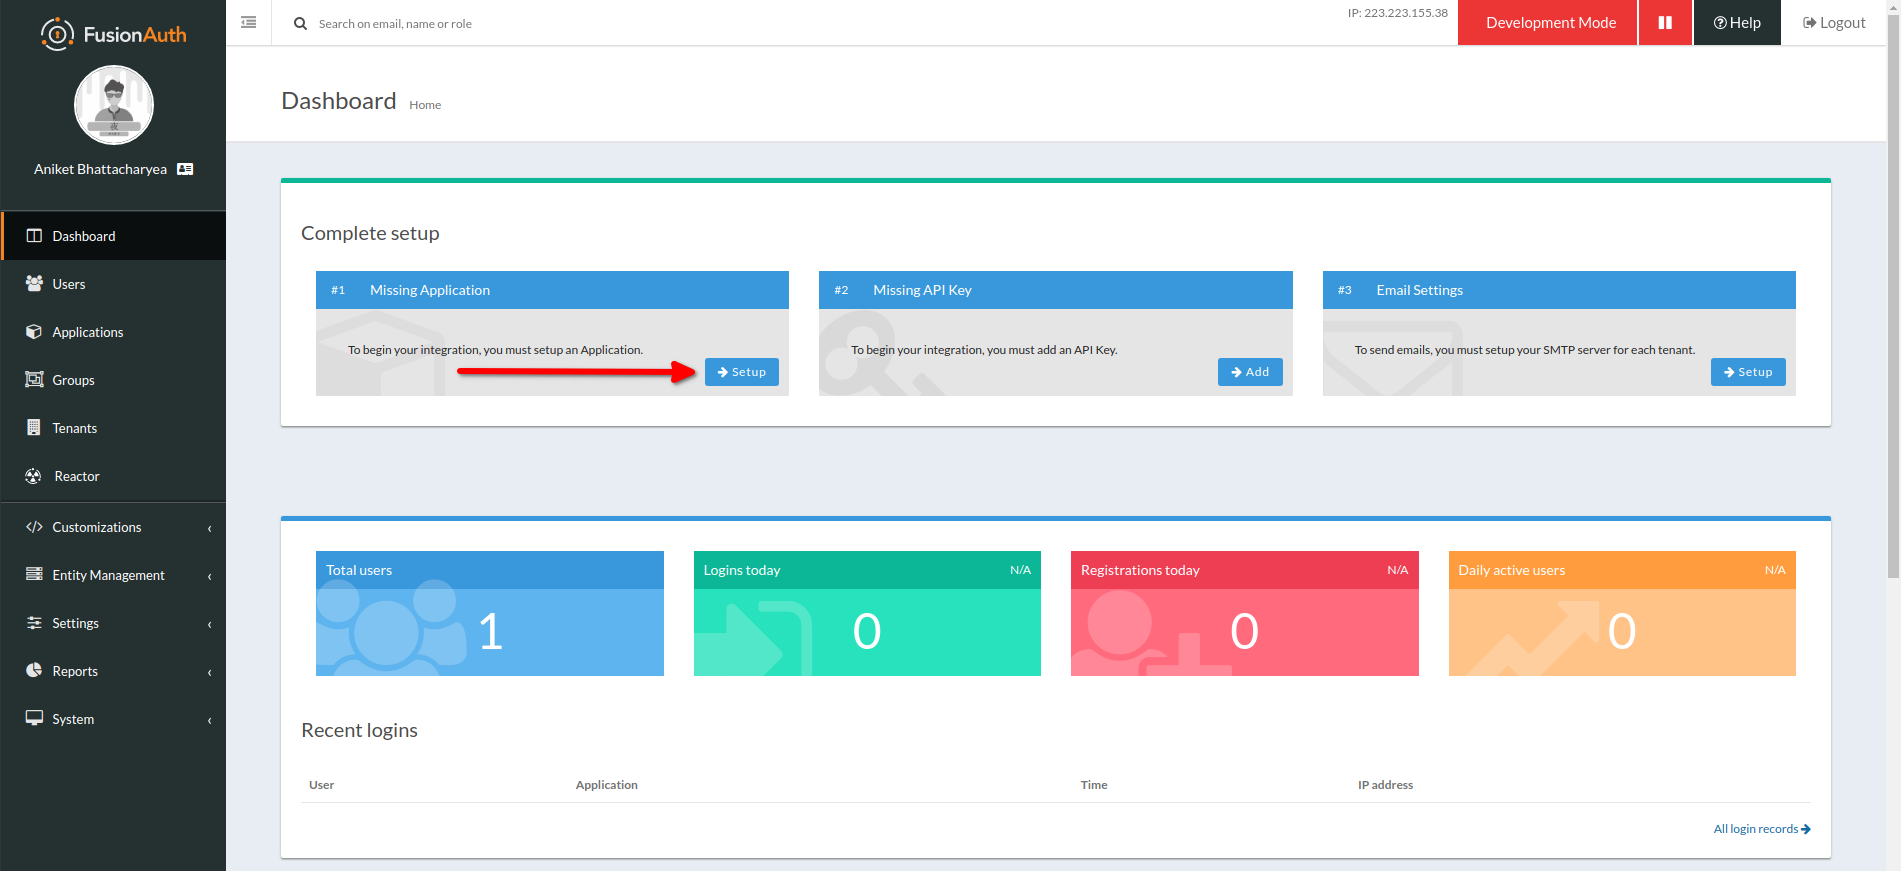 FusionAuth
Aniket Bhattacharyea
Dashboard
Users
Applications
Groups
Tenants
Reactor
Customizations
Entity Management
Settings
Reports
System
Search on email, name or role
IP: 223.223.155.38
Development Mode
Help
Logout
Dashboard Home
Complete setup
#1 Missing Application
To begin your integration, you must setup an Application.
Setup
#2 Missing API Key
To begin your integration, you must add an API Key.
Add
#3 Email Settings
To send emails, you must setup your SMTP server for each tenant.
Setup
Total users
1
Logins today N/A
0
Registrations today N/A
0
Daily active users N/A
0
Recent logins
User Application Time IP address
All login records